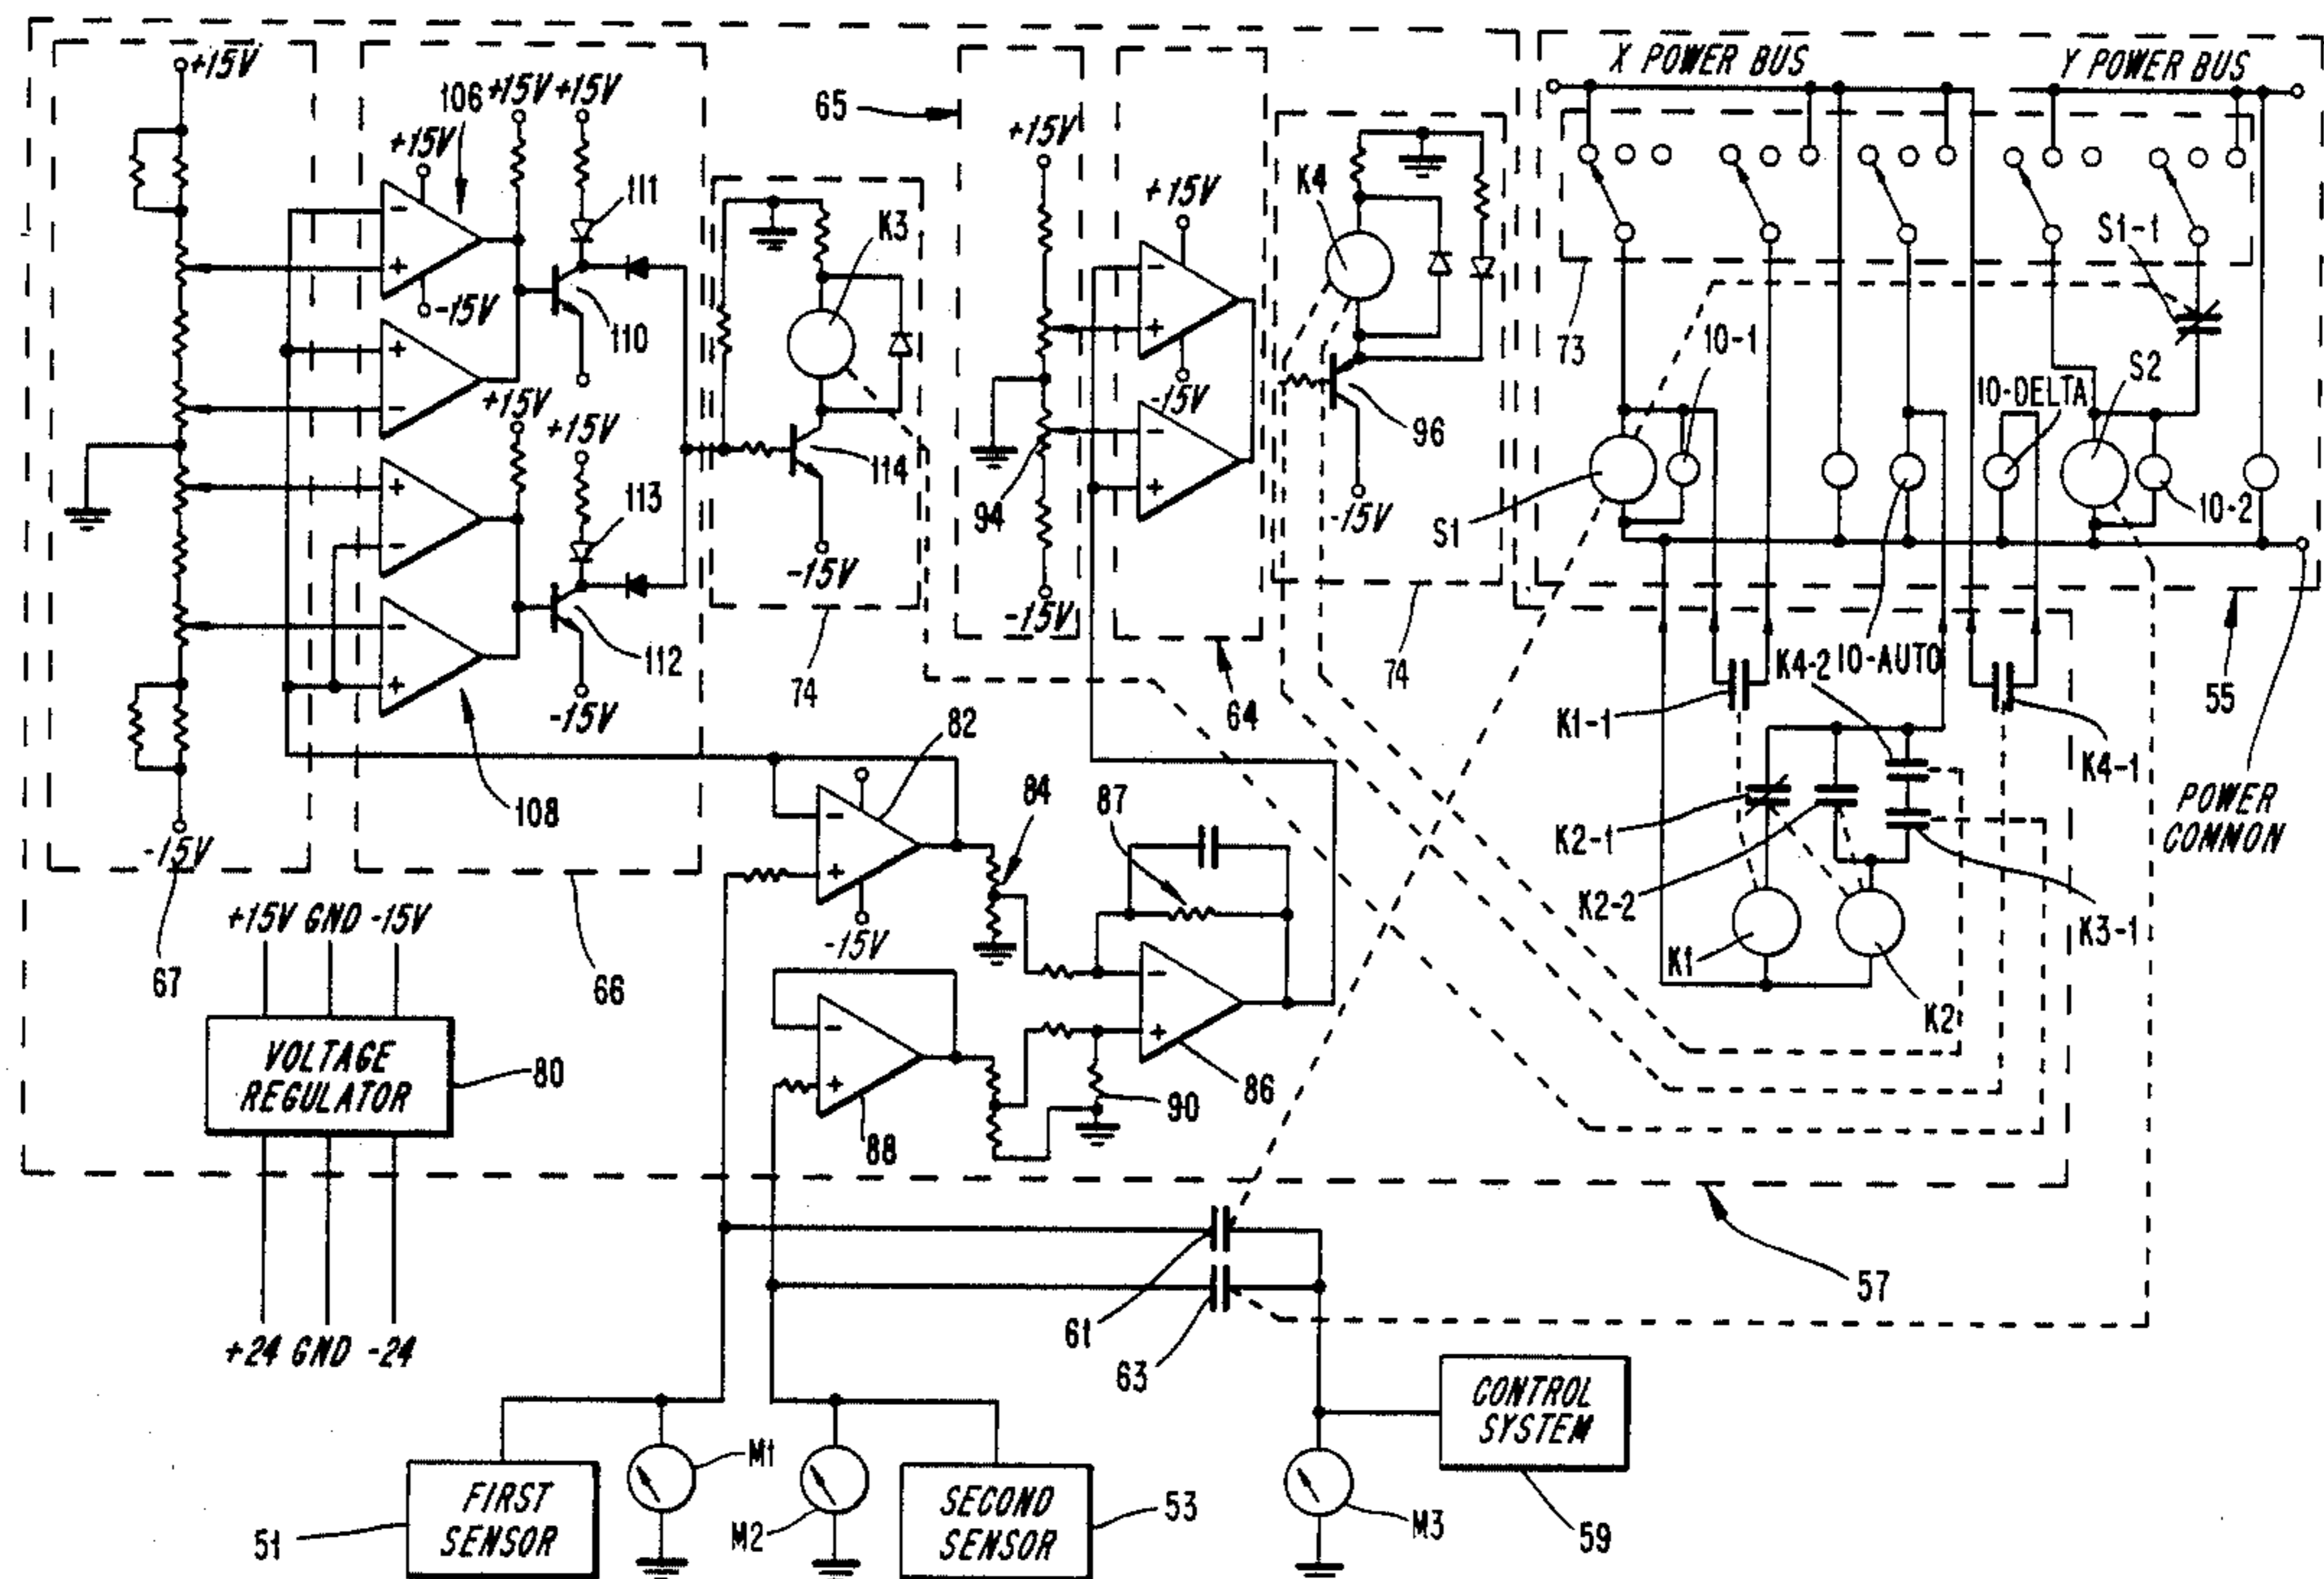 X POWER BUS
Y POWER BUS
+15V
106
+15V
+15V
+15V
111
65
+15V
K4
S1-1
K3
+15V
-15V
110
73
10-1
10-DELTA
S2
+15V
+15V
-15V
96
113
114
94
-15V
S1
10-2
-15V
-15V
112
74
64
74
K4-2
10-AUTO
55
-15V
K1-1
K4-1
82
84
87
108
K2-1
POWER
COMMON
-15V
67
+15V GND -15V
66
-15V
K2-2
K3-1
K1
K2
VOLTAGE
REGULATOR
80
90
86
88
57
61
63
+24 GND -24
CONTROL
SYSTEM
M1
FIRST
SENSOR
51
M2
SECOND
SENSOR
53
M3
59